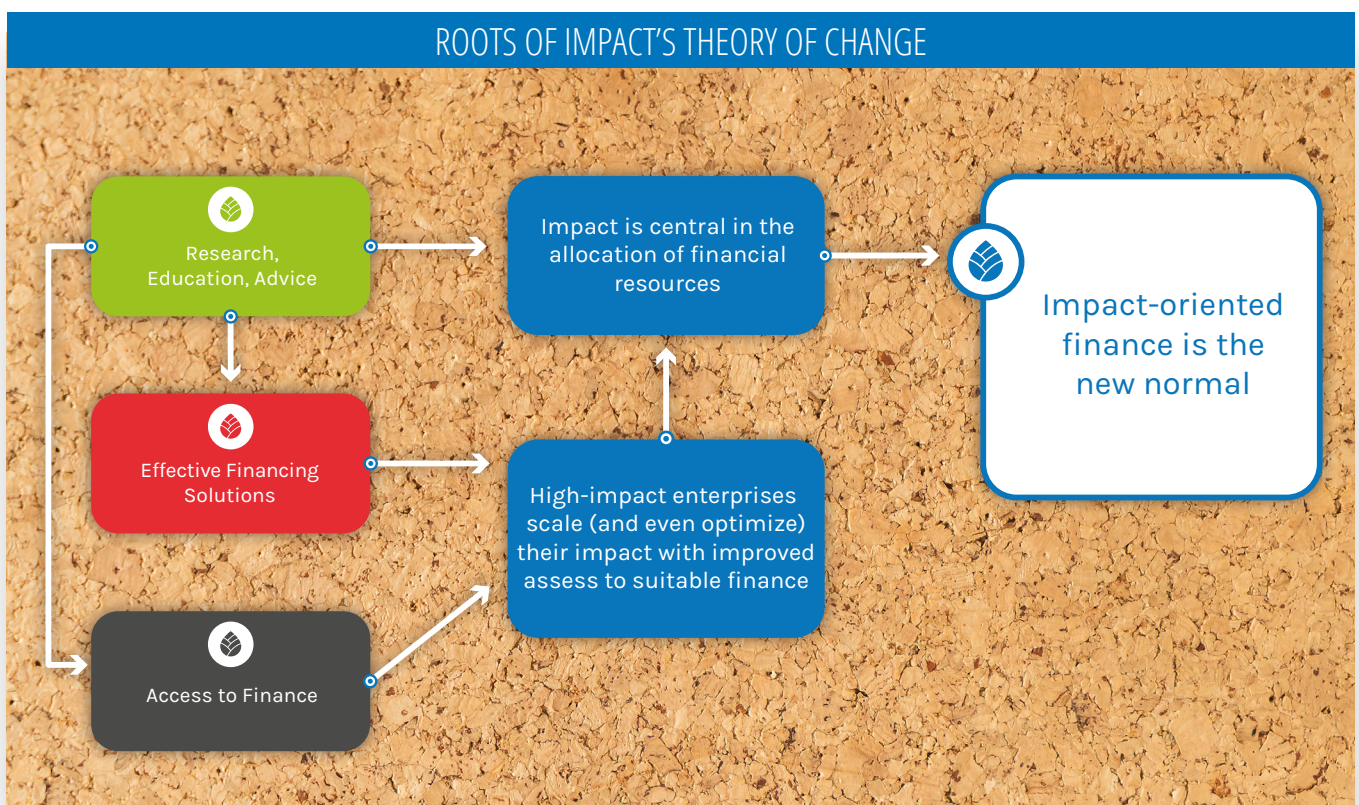 ROOTS OF IMPACT'S THEORY OF CHANGE
Research,
Education, Advice
Effective Financing
Solutions
Access to Finance
Impact is central in the
allocation of financial
resources
High-impact enterprises
scale (and even optimize)
their impact with improved
assess to suitable finance
Impact-oriented
finance is the
new normal